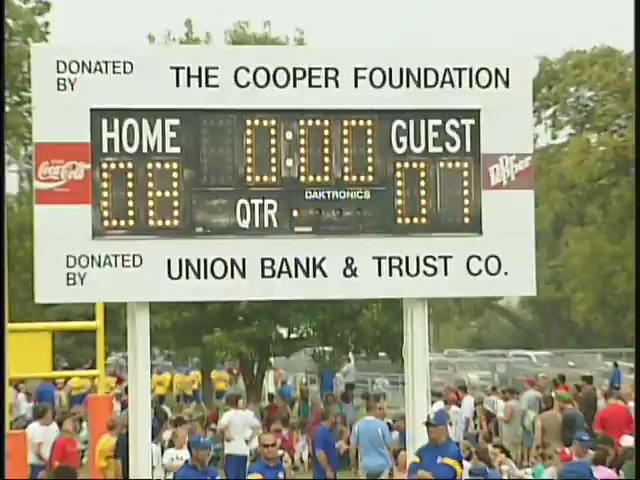 DONATED
BY
THE COOPER FOUNDATION
HOME 0:00 GUEST
Coca-Cola 08 07 Dr Pepper
QTR DAKTRONICS
DONATED
BY
UNION BANK & TRUST CO.